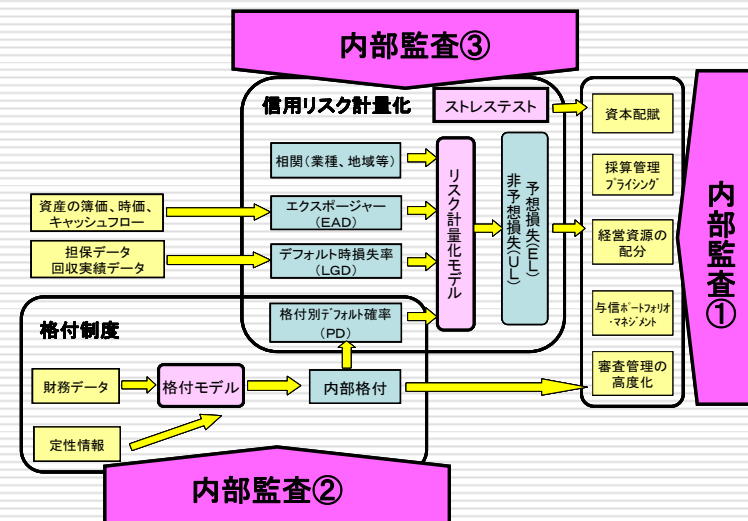 内部監査③
信用リスク計量化
ストレステスト
資本配賦
相関(業種、地域等)
採算管理
プライシング
資産の簿価、時価、
キャッシュフロー
エクスポージャー
(EAD)
リスク計量化モデル
予想損失(EL)
非予想損失(UL)
経営資源の
配分
内部監査①
担保データ
回収実績データ
デフォルト時損失率
(LGD)
格付別デフォルト確率
(PD)
与信ポートフォリオ
・マネジメント
格付制度
財務データ
格付モデル
内部格付
審査管理の
高度化
定性情報
内部監査②